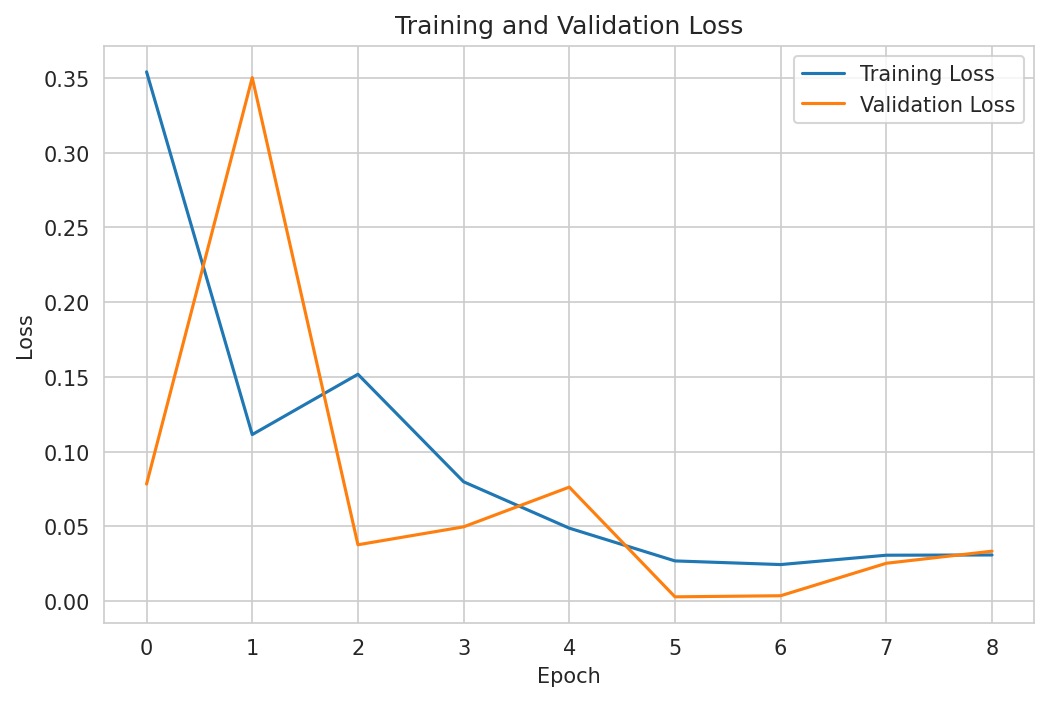 Training and Validation Loss
Training Loss
Validation Loss
0.35
0.30
0.25
0.20
0.15
0.10
0.05
0.00
Loss
0 1 2 3 4 5 6 7 8
Epoch